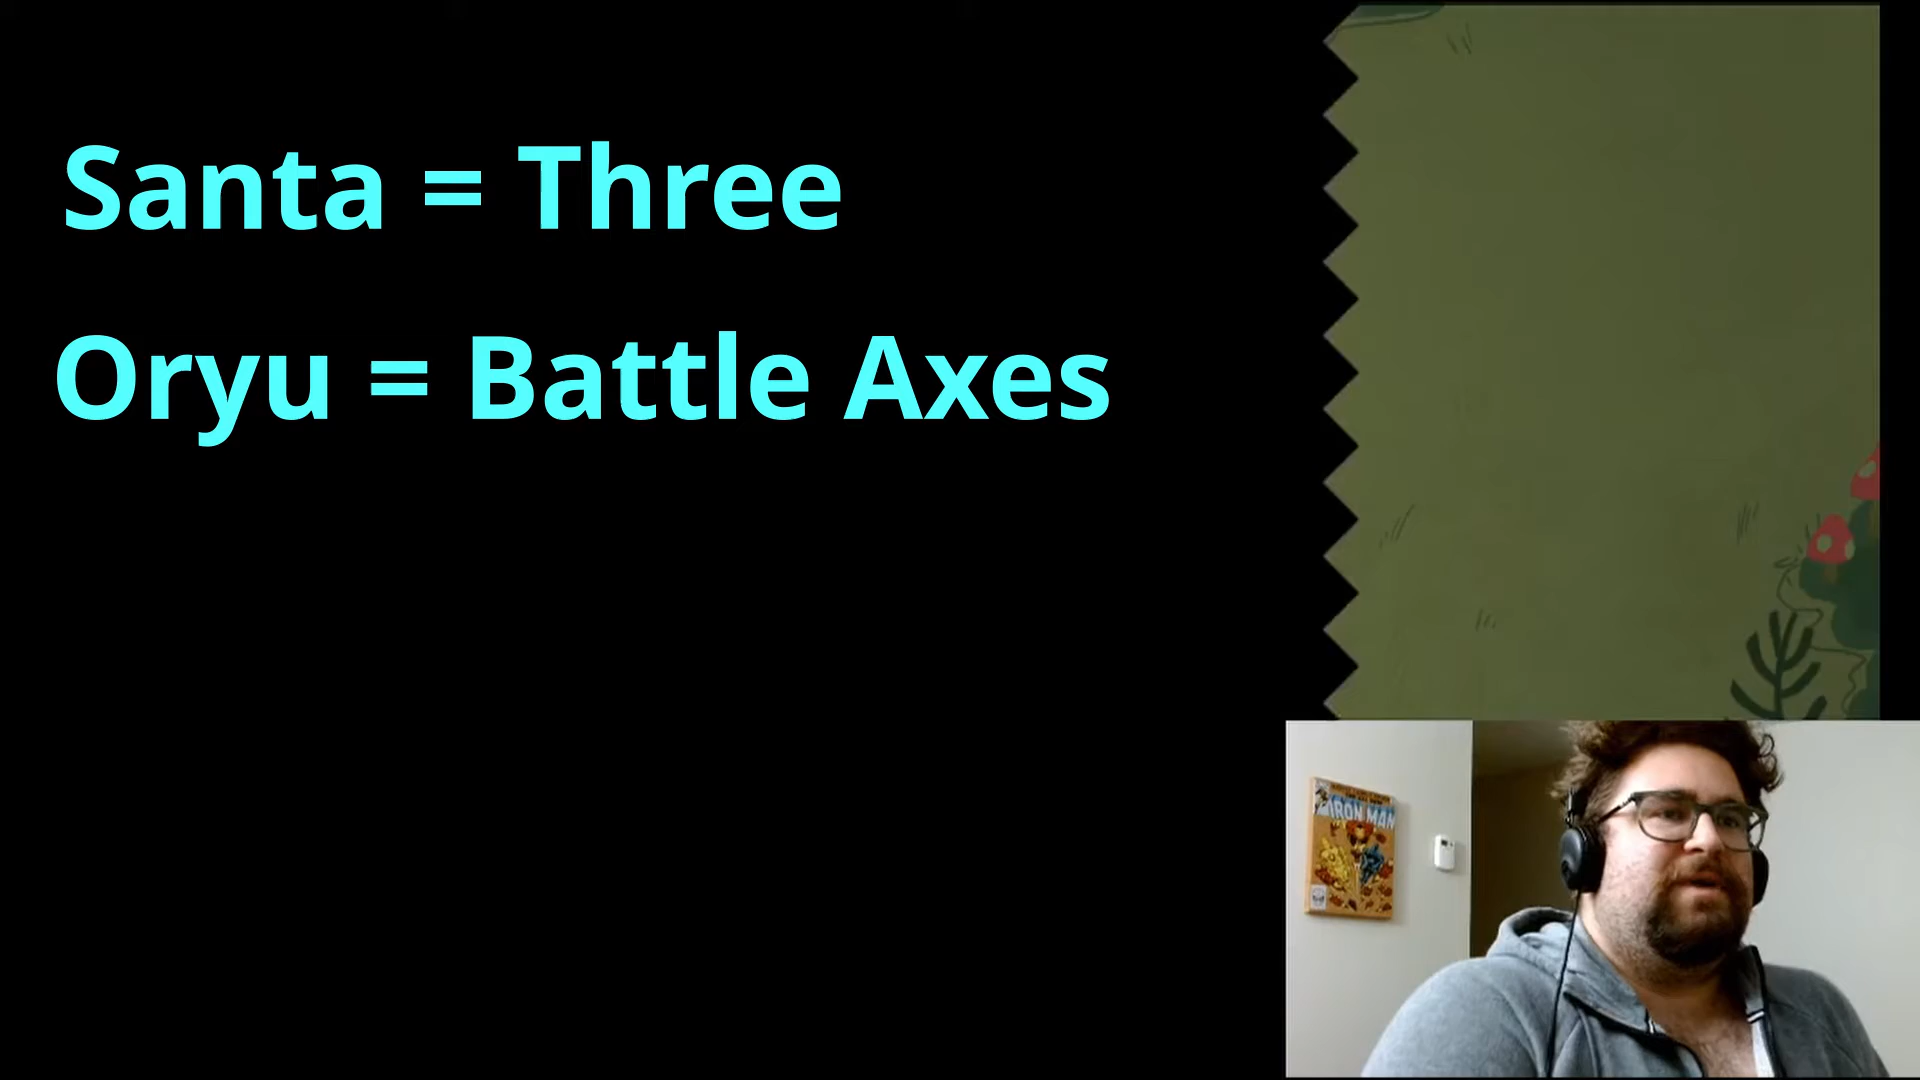 Santa = Three
Oryu = Battle Axes
IRON MAN